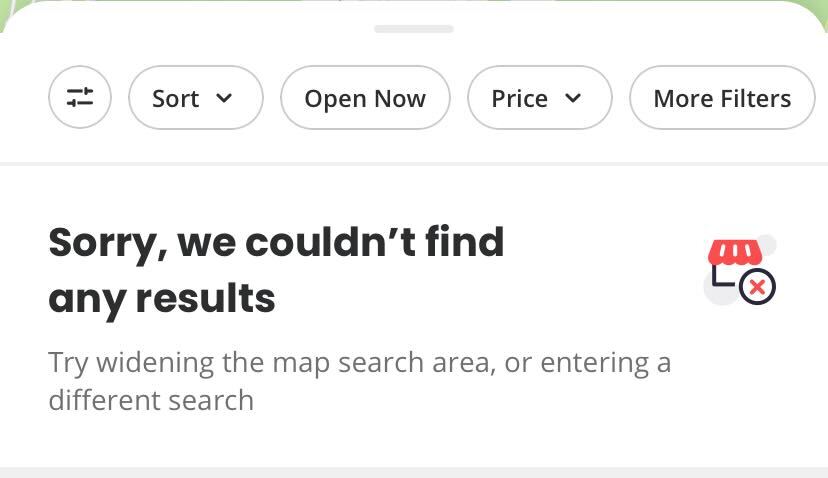 Sort
Open Now
Price
More Filters
Sorry, we couldn’t find
any results
Try widening the map search area, or entering a
different search